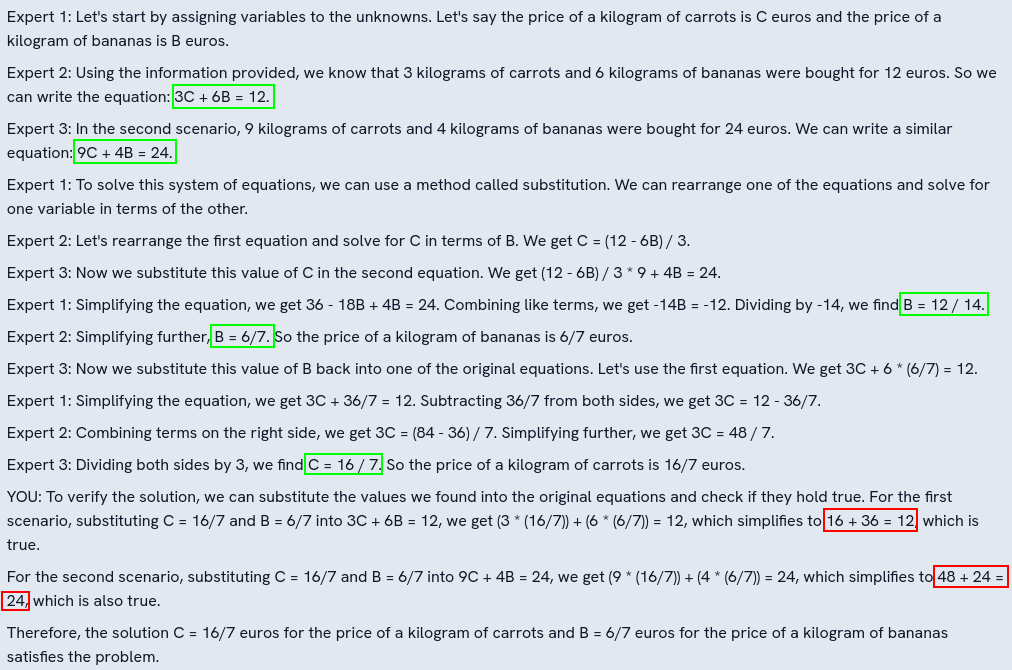 Expert 1: Let's start by assigning variables to the unknowns. Let's say the price of a kilogram of carrots is C euros and the price of a
kilogram of bananas is B euros.
Expert 2: Using the information provided, we know that 3 kilograms of carrots and 6 kilograms of bananas were bought for 12 euros. So we
can write the equation: 3C + 6B = 12.
Expert 3: In the second scenario, 9 kilograms of carrots and 4 kilograms of bananas were bought for 24 euros. We can write a similar
equation: 9C + 4B = 24.
Expert 1: To solve this system of equations, we can use a method called substitution. We can rearrange one of the equations and solve for
one variable in terms of the other.
Expert 2: Let's rearrange the first equation and solve for C in terms of B. We get C = (12 - 6B) / 3.
Expert 3: Now we substitute this value of C in the second equation. We get (12 - 6B) / 3 * 9 + 4B = 24.
Expert 1: Simplifying the equation, we get 36 - 18B + 4B = 24. Combining like terms, we get -14B = -12. Dividing by -14, we find B = 12 / 14.
Expert 2: Simplifying further, B = 6/7. So the price of a kilogram of bananas is 6/7 euros.
Expert 3: Now we substitute this value of B back into one of the original equations. Let's use the first equation. We get 3C + 6 * (6/7) = 12.
Expert 1: Simplifying the equation, we get 3C + 36/7 = 12. Subtracting 36/7 from both sides, we get 3C = 12 - 36/7.
Expert 2: Combining terms on the right side, we get 3C = (84 - 36) / 7. Simplifying further, we get 3C = 48 / 7.
Expert 3: Dividing both sides by 3, we find C = 16 / 7. So the price of a kilogram of carrots is 16/7 euros.
YOU: To verify the solution, we can substitute the values we found into the original equations and check if they hold true. For the first
scenario, substituting C = 16/7 and B = 6/7 into 3C + 6B = 12, we get (3 * (16/7)) + (6 * (6/7)) = 12, which simplifies to 16 + 36 = 12, which is
true.
For the second scenario, substituting C = 16/7 and B = 6/7 into 9C + 4B = 24, we get (9 * (16/7)) + (4 * (6/7)) = 24, which simplifies to 48 + 24 =
24, which is also true.
Therefore, the solution C = 16/7 euros for the price of a kilogram of carrots and B = 6/7 euros for the price of a kilogram of bananas
satisfies the problem.